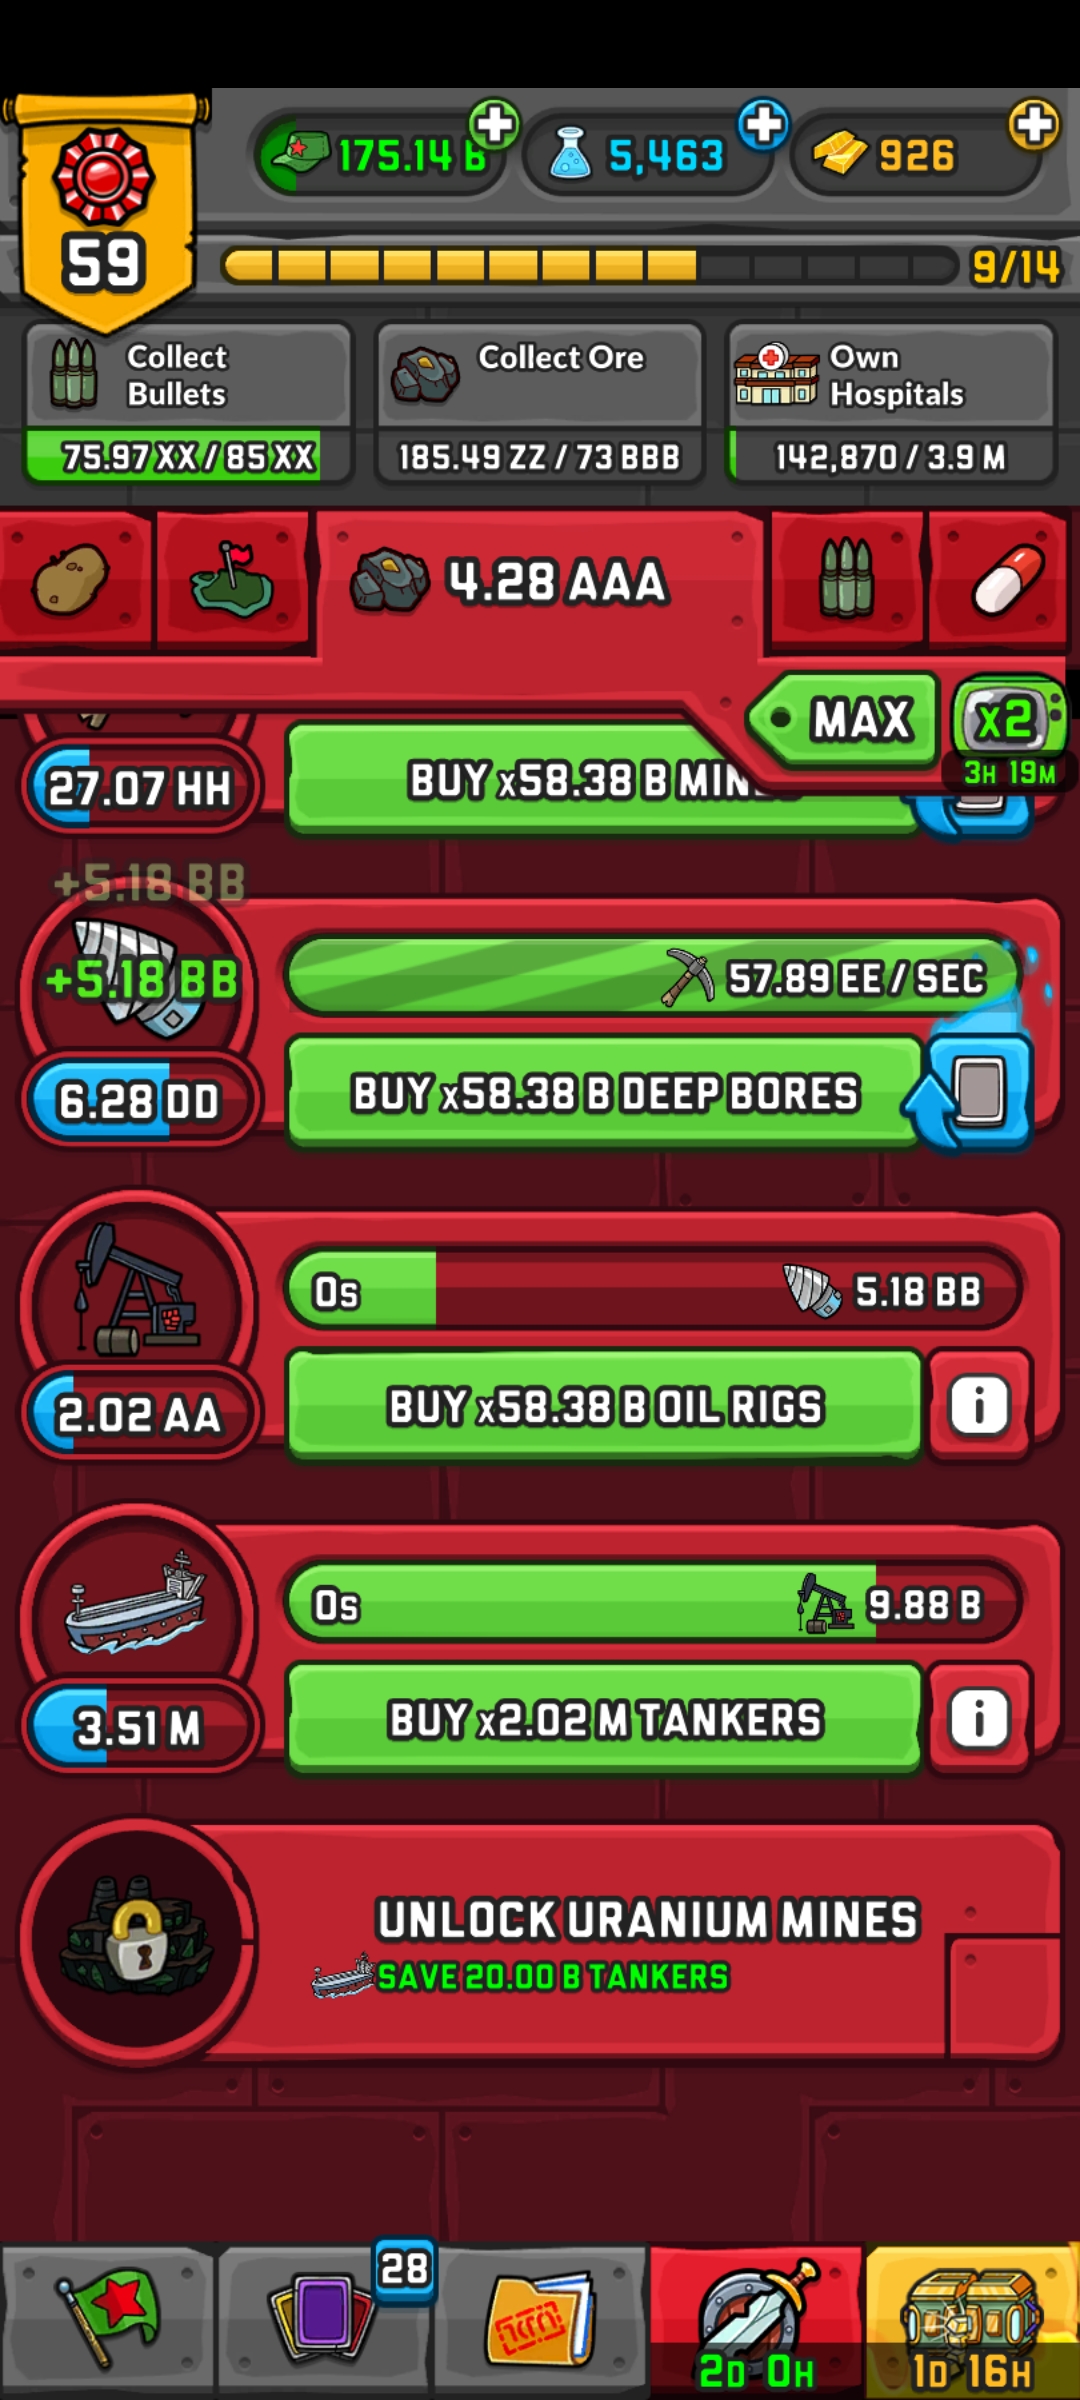 59
175.14 B
5,463
926
9/14
Collect
Bullets
75.97 XX / 85 XX
Collect Ore
185.49 ZZ / 73 BBB
Own
Hospitals
142,870 / 3.9 M
4.28 AAA
MAX
x2
3H 19M
27.07 HH
BUY x58.38 B
+5.18 BB
+5.18 BB
57.89 EE / SEC
6.28 DD
BUY x58.38 B DEEP BORES
0s
5.18 BB
2.02 AA
BUY x58.38 B OIL RIGS
i
0s
9.88 B
3.51 M
BUY x2.02 M TANKERS
i
UNLOCK URANIUM MINES
SAVE 20.00 B TANKERS
28
2D 0H
1D 16H